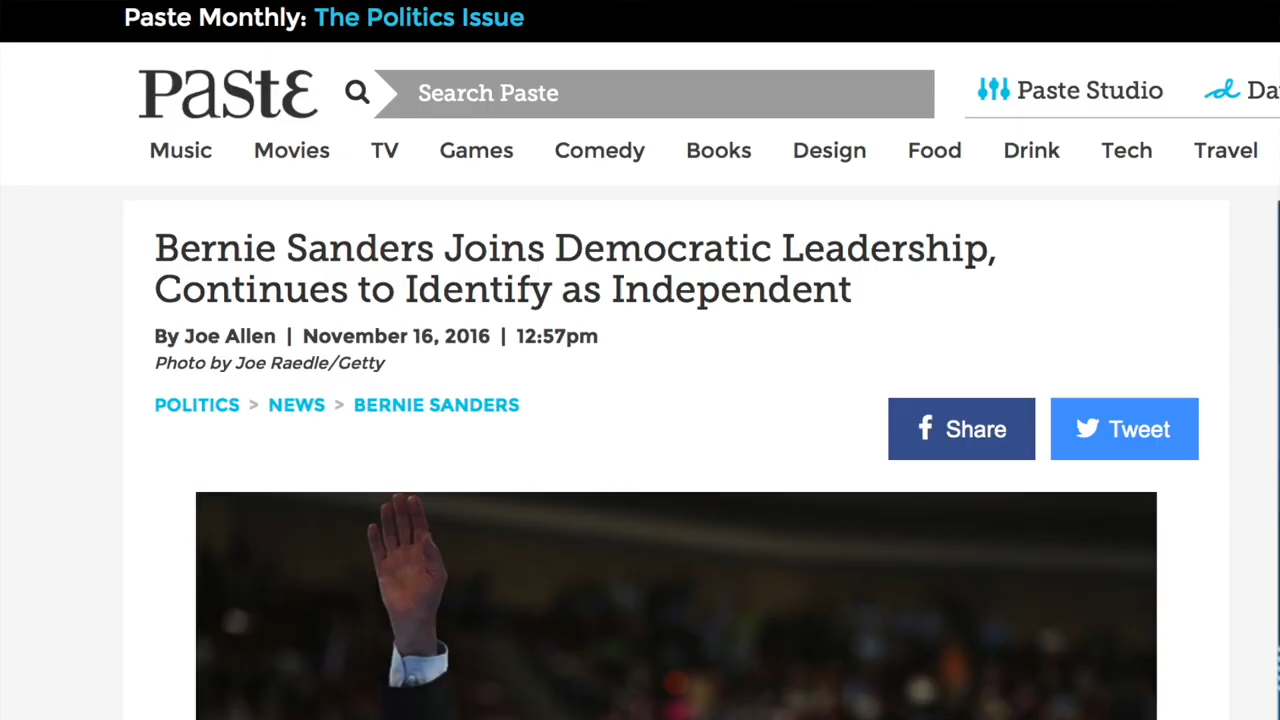 Paste Monthly: The Politics Issue
Paste
Search Paste
Paste Studio
Da
Music Movies TV Games Comedy Books Design Food Drink Tech Travel
Bernie Sanders Joins Democratic Leadership,
Continues to Identify as Independent
By Joe Allen | November 16, 2016 | 12:57pm
Photo by Joe Raedle/Getty
POLITICS > NEWS > BERNIE SANDERS
Share
Tweet